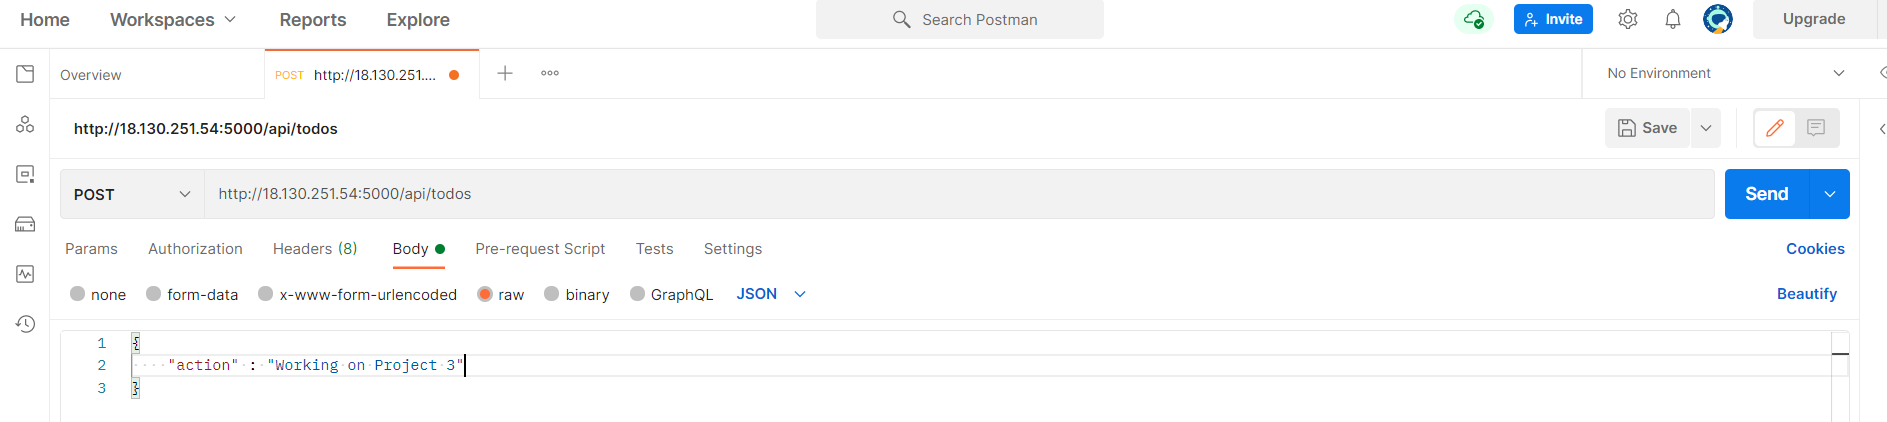 Home Workspaces Reports Explore Search Postman Invite Upgrade
Overview POST http://18.130.251.... No Environment
http://18.130.251.54:5000/api/todos Save
POST http://18.130.251.54:5000/api/todos Send
Params Authorization Headers (8) Body Pre-request Script Tests Settings Cookies
none form-data x-www-form-urlencoded raw binary GraphQL JSON Beautify
1 {
2 "action" : "Working on Project 3"
3 }